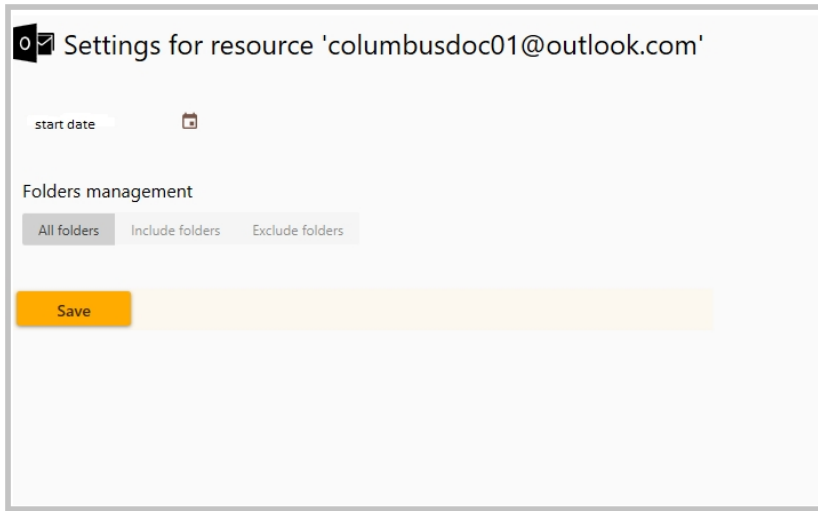 Settings for resource 'columbusdoc01@outlook.com'
start date
Folders management
All folders Include folders Exclude folders
Save